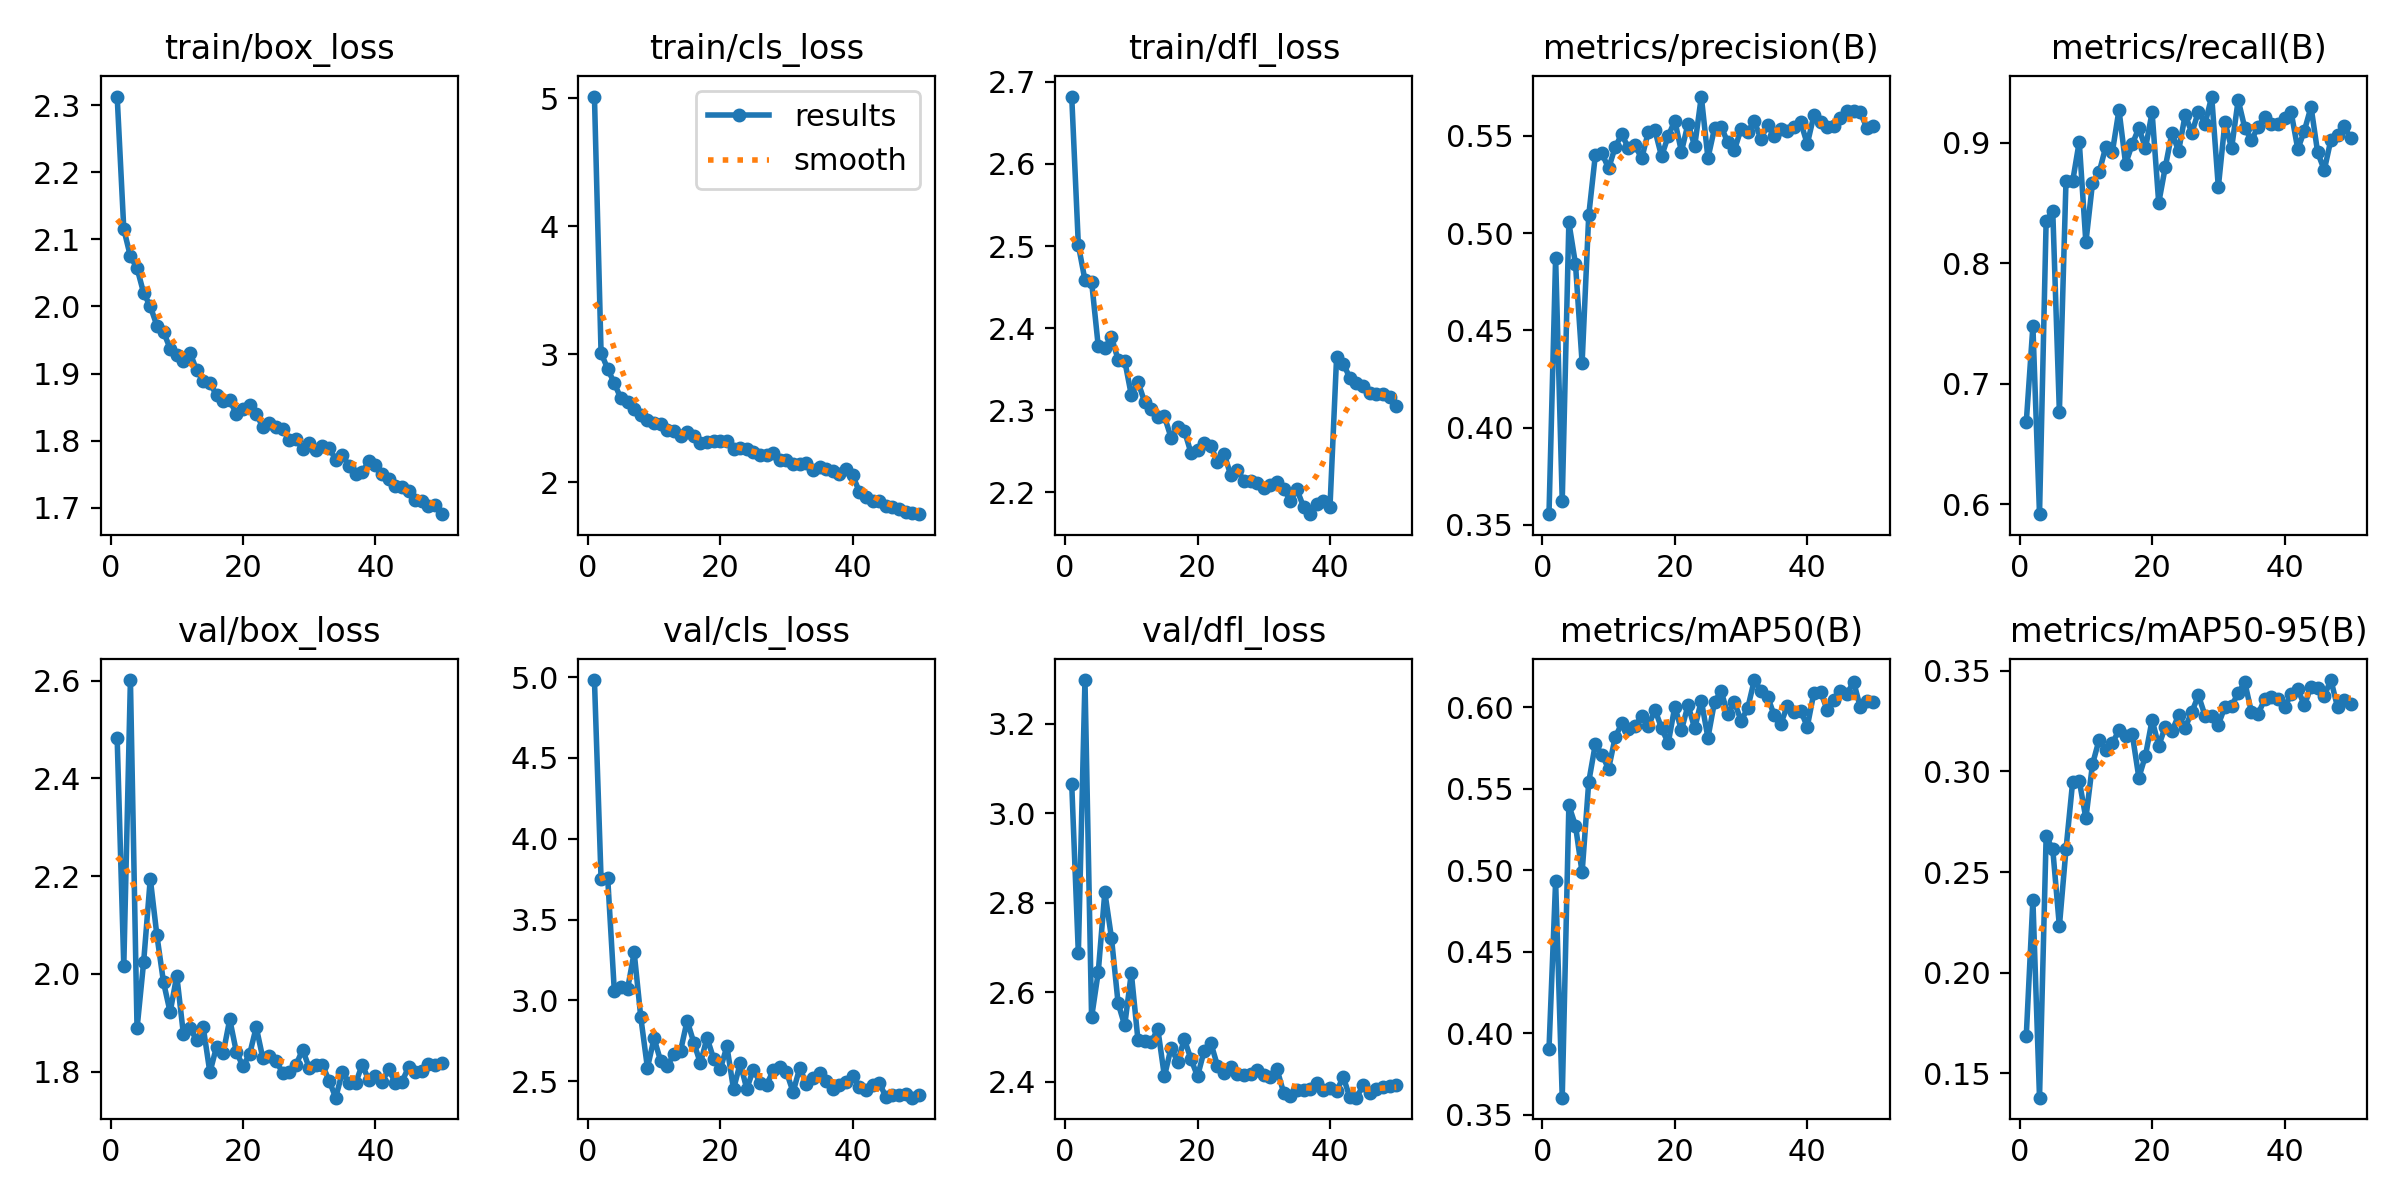 train/box_loss
2.3
2.2
2.1
2.0
1.9
1.8
1.7
0 20 40
train/cls_loss
results
smooth
5
4
3
2
0 20 40
train/dfl_loss
2.7
2.6
2.5
2.4
2.3
2.2
0 20 40
metrics/precision(B)
0.55
0.50
0.45
0.40
0.35
0 20 40
metrics/recall(B)
0.9
0.8
0.7
0.6
0 20 40
val/box_loss
2.6
2.4
2.2
2.0
1.8
0 20 40
val/cls_loss
5.0
4.5
4.0
3.5
3.0
2.5
0 20 40
val/dfl_loss
3.2
3.0
2.8
2.6
2.4
0 20 40
metrics/mAP50(B)
0.60
0.55
0.50
0.45
0.40
0.35
0 20 40
metrics/mAP50-95(B)
0.35
0.30
0.25
0.20
0.15
0 20 40